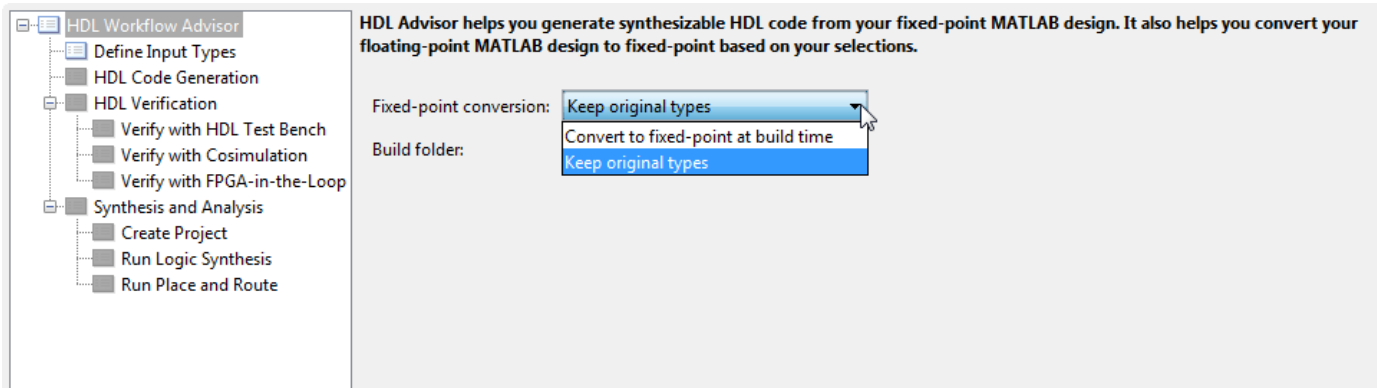 HDL Workflow Advisor
Define Input Types
HDL Code Generation
HDL Verification
Verify with HDL Test Bench
Verify with Cosimulation
Verify with FPGA-in-the-Loop
Synthesis and Analysis
Create Project
Run Logic Synthesis
Run Place and Route
HDL Advisor helps you generate synthesizable HDL code from your fixed-point MATLAB design. It also helps you convert your
floating-point MATLAB design to fixed-point based on your selections.
Fixed-point conversion: Keep original types
Convert to fixed-point at build time
Build folder:
Keep original types